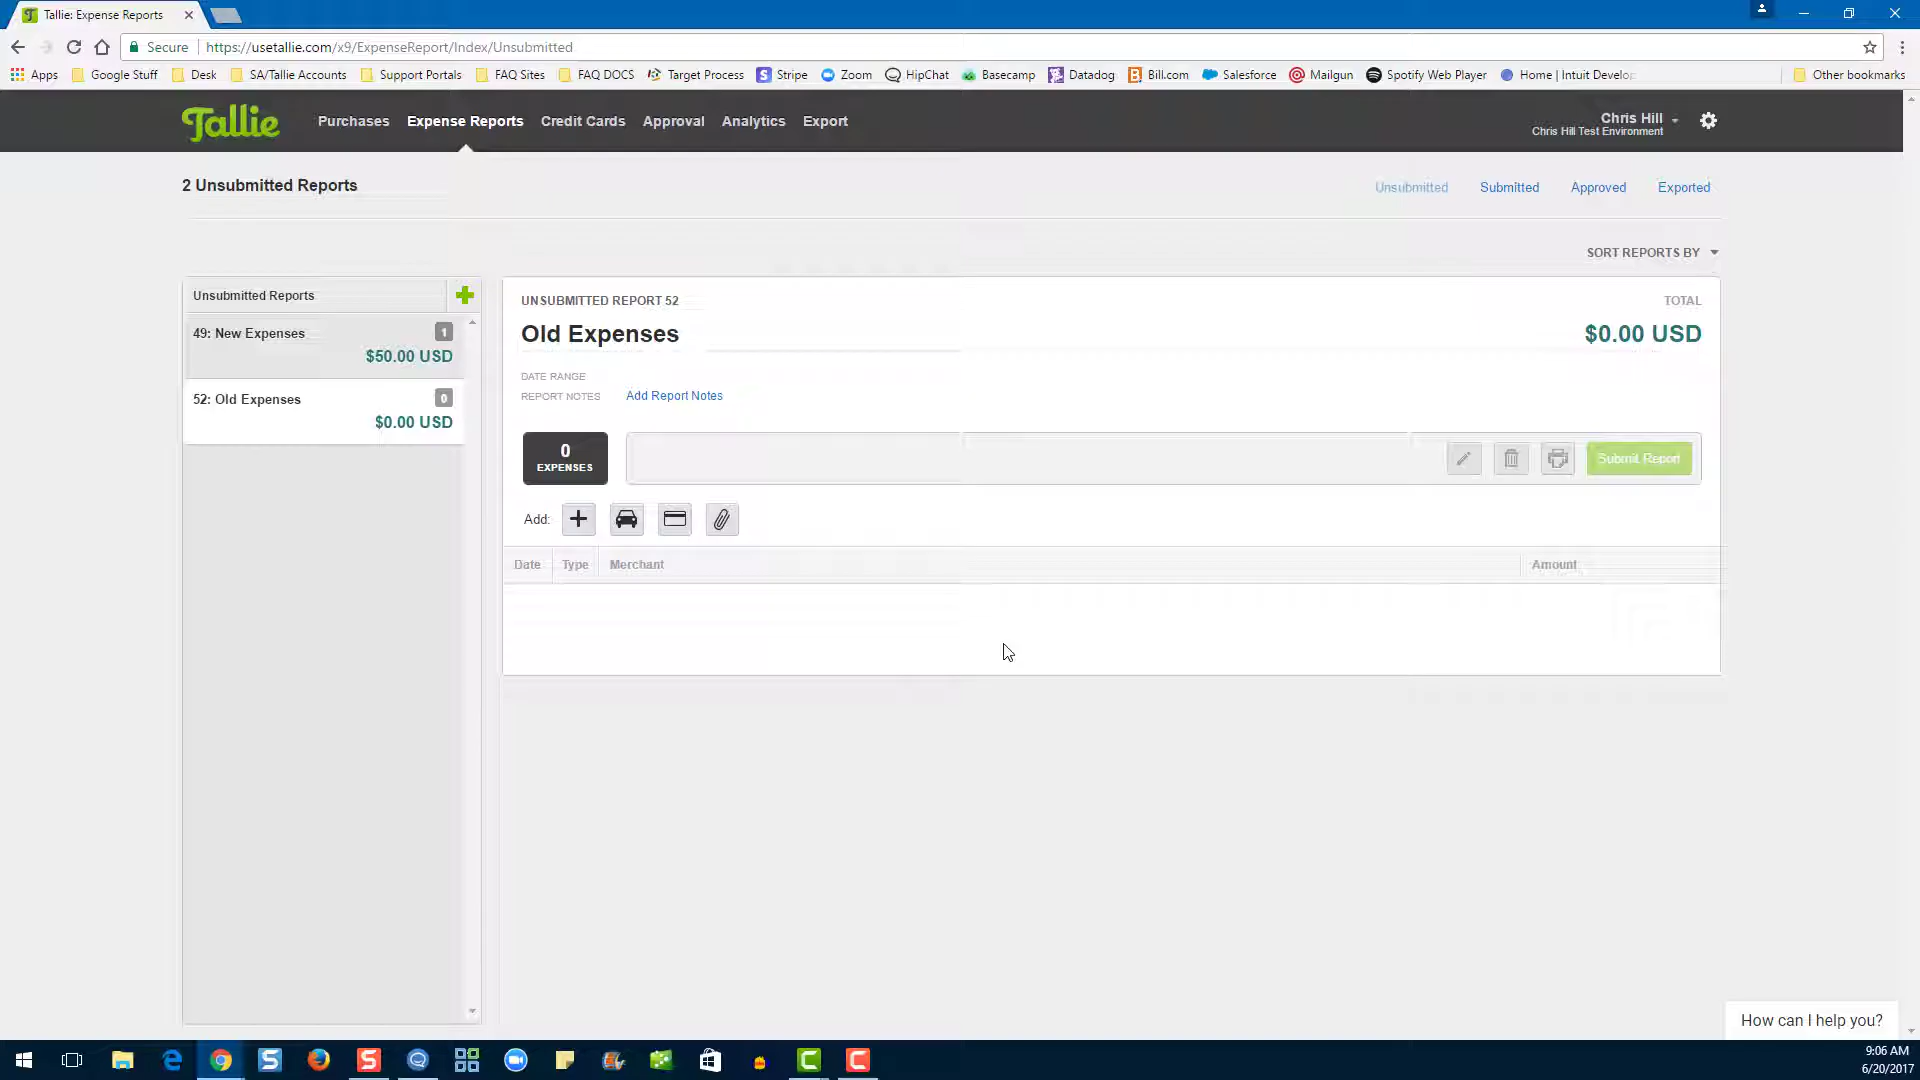 Tallie: Expense Reports
Secure https://usetallie.com/x9/ExpenseReport/Index/Unsubmitted
Apps Google Stuff Desk SA/Tallie Accounts Support Portals FAQ Sites FAQ DOCS Target Process Stripe Zoom HipChat Basecamp Datadog Bill.com Salesforce Mailgun Spotify Web Player Home | Intuit Develo Other bookmarks
Tallie Purchases Expense Reports Credit Cards Approval Analytics Export Chris Hill
Chris Hill Test Environment
2 Unsubmitted Reports Unsubmitted Submitted Approved Exported
SORT REPORTS BY
Unsubmitted Reports
49: New Expenses 1
$50.00 USD
52: Old Expenses 0
$0.00 USD
UNSUBMITTED REPORT 52 TOTAL
Old Expenses $0.00 USD
DATE RANGE
REPORT NOTES Add Report Notes
0
EXPENSES
Submit Report
Add:
Date Type Merchant Amount
How can I help you?
9:06 AM
6/20/2017